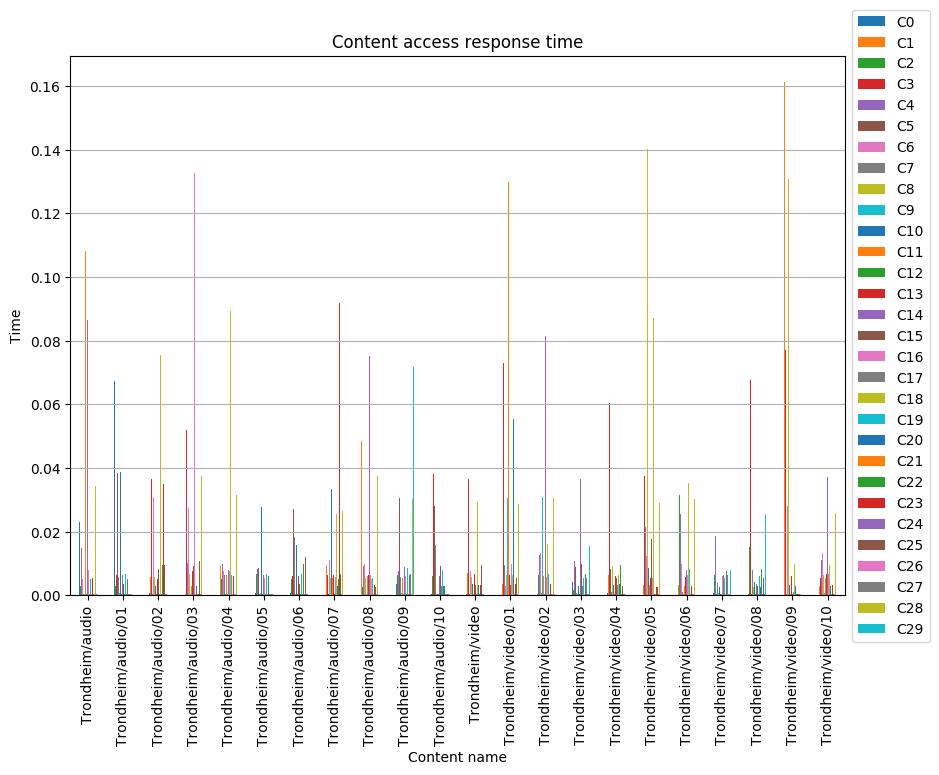 Content access response time
Time
0.16
0.14
0.12
0.10
0.08
0.06
0.04
0.02
0.00
Trondheim/audio
Trondheim/audio/01
Trondheim/audio/02
Trondheim/audio/03
Trondheim/audio/04
Trondheim/audio/05
Trondheim/audio/06
Trondheim/audio/07
Trondheim/audio/08
Trondheim/audio/09
Trondheim/audio/10
Trondheim/video
Trondheim/video/01
Trondheim/video/02
Trondheim/video/03
Trondheim/video/04
Trondheim/video/05
Trondheim/video/06
Trondheim/video/07
Trondheim/video/08
Trondheim/video/09
Trondheim/video/10
Content name
C0
C1
C2
C3
C4
C5
C6
C7
C8
C9
C10
C11
C12
C13
C14
C15
C16
C17
C18
C19
C20
C21
C22
C23
C24
C25
C26
C27
C28
C29